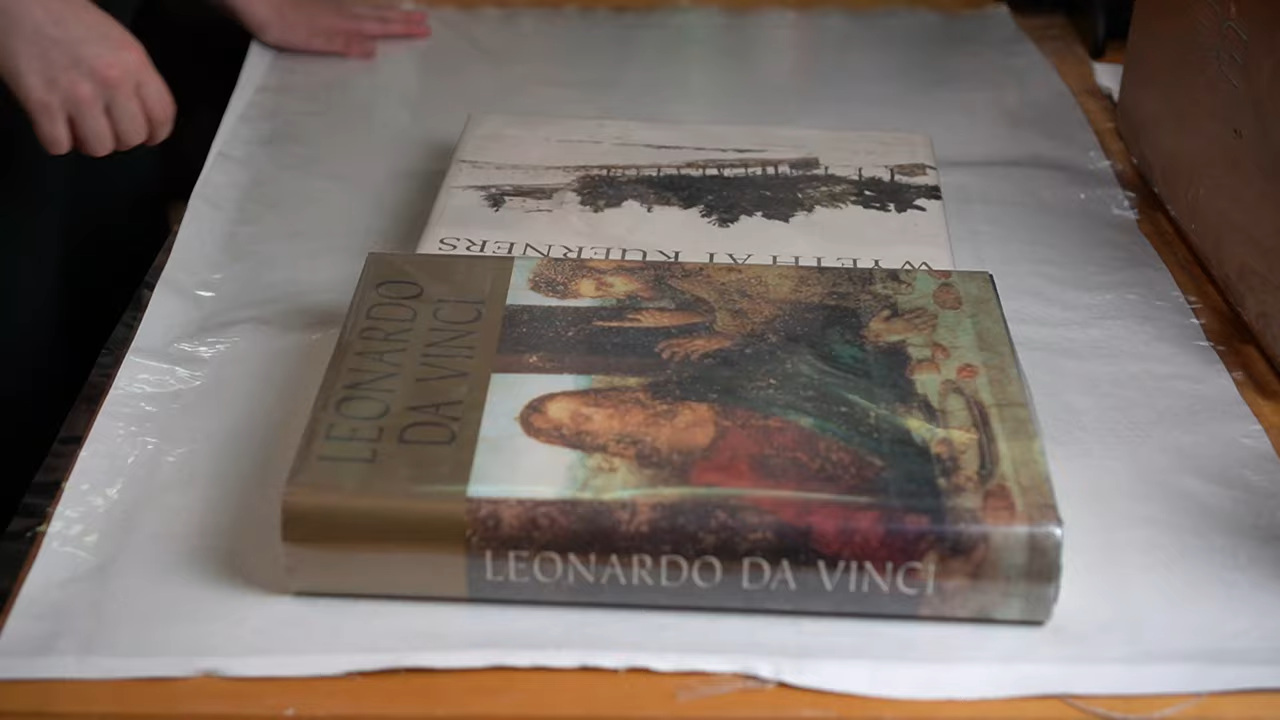 WYETH AT KUERNERS
LEONARDO
DA VINCI
LEONARDO DA VINCI